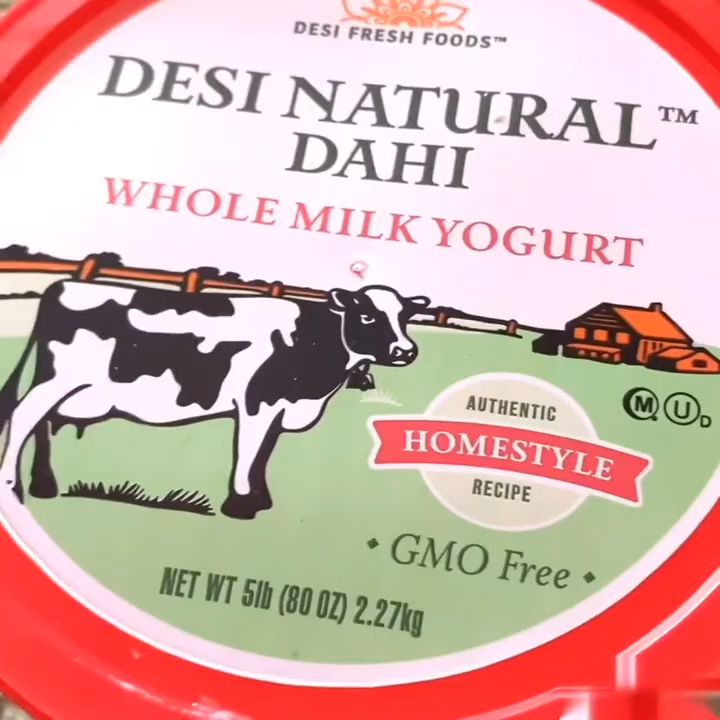 DESI FRESH FOODS™
DESI NATURAL™
DAHI
WHOLE MILK YOGURT
AUTHENTIC
HOMESTYLE
RECIPE
M U D
• GMO Free •
NET WT 5lb (80 OZ) 2.27kg